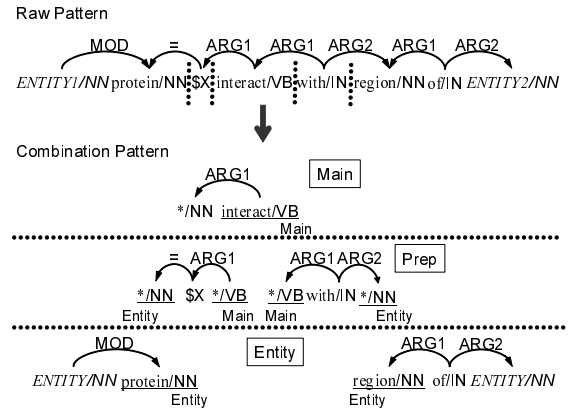 Raw Pattern
MOD = ARG1 ARG1 ARG2 ARG1 ARG2
ENTITY1/NN protein/NN $X interact/VB with/IN region/NN of/IN ENTITY2/NN
Combination Pattern
Main
ARG1
*/NN interact/VB
Main
Prep
= ARG1 ARG1 ARG2
*/NN $X */VB */VB with/IN */NN
Entity Main Main Entity
Entity
MOD ARG1 ARG2
ENTITY/NN protein/NN region/NN of/IN ENTITY/NN
Entity Entity